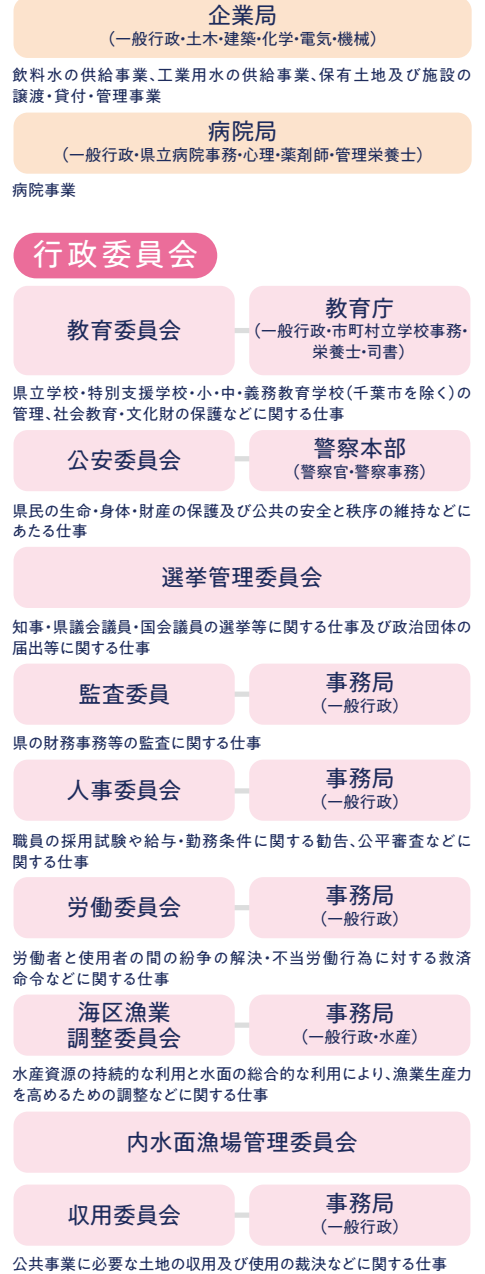 企業局
（一般行政・土木・建築・化学・電気・機械）
飲料水の供給事業、工業用水の供給事業、保有土地及び施設の
譲渡・貸付・管理事業
病院局
（一般行政・県立病院事務・心理・薬剤師・管理栄養士）
病院事業
行政委員会
教育委員会
教育庁
（一般行政・市町村立学校事務・
栄養士・司書）
県立学校・特別支援学校・小・中・義務教育学校（千葉市を除く）の
管理、社会教育・文化財の保護などに関する仕事
公安委員会
警察本部
（警察官・警察事務）
県民の生命・身体・財産の保護及び公共の安全と秩序の維持などに
あたる仕事
選挙管理委員会
知事・県議会議員・国会議員の選挙等に関する仕事及び政治団体の
届出等に関する仕事
監査委員
事務局
（一般行政）
県の財務事務等の監査に関する仕事
人事委員会
事務局
（一般行政）
職員の採用試験や給与・勤務条件に関する勧告、公平審査などに
関する仕事
労働委員会
事務局
（一般行政）
労働者と使用者の間の紛争の解決・不当労働行為に対する救済
命令などに関する仕事
海区漁業
調整委員会
事務局
（一般行政・水産）
水産資源の持続的な利用と水面の総合的な利用により、漁業生産力
を高めるための調整などに関する仕事
内水面漁場管理委員会
収用委員会
事務局
（一般行政）
公共事業に必要な土地の収用及び使用の裁決などに関する仕事